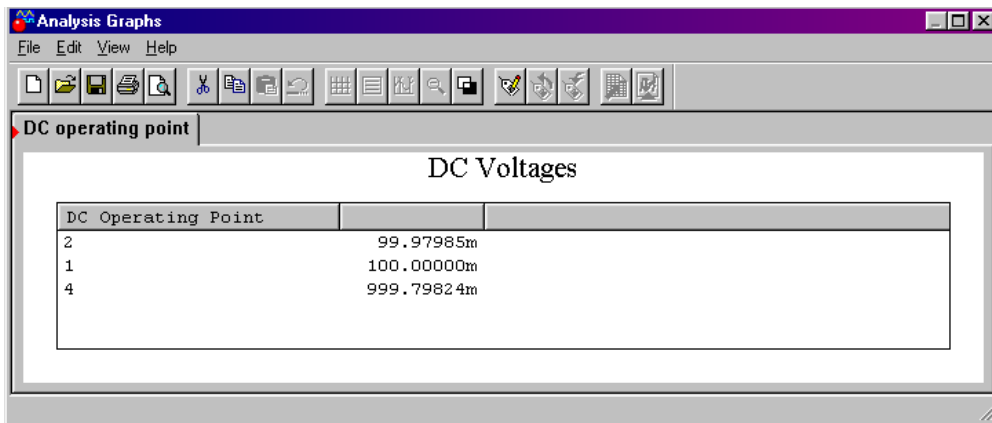 Analysis Graphs
File Edit View Help
DC operating point
DC Voltages
DC Operating Point
2 99.97985m
1 100.00000m
4 999.79824m